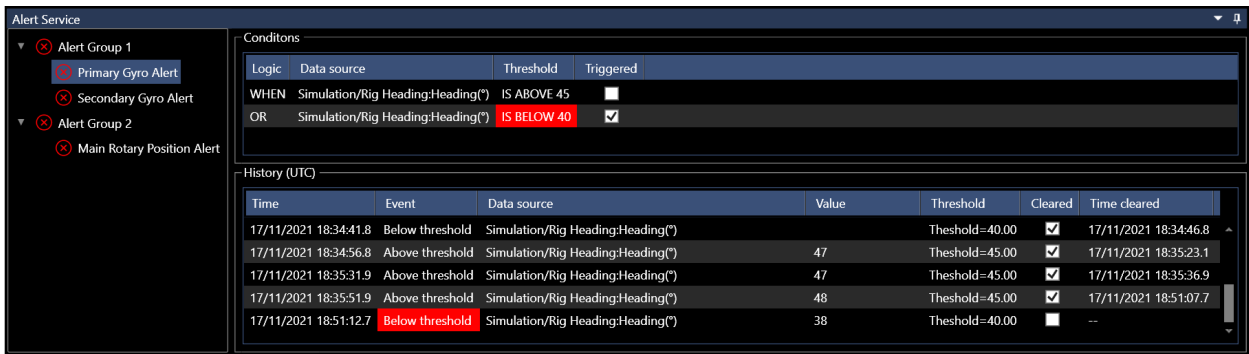 Alert Service
Alert Group 1
Primary Gyro Alert
Secondary Gyro Alert
Alert Group 2
Main Rotary Position Alert
Conditons
Logic Data source Threshold Triggered
WHEN Simulation/Rig Heading:Heading(°) IS ABOVE 45
OR Simulation/Rig Heading:Heading(°) IS BELOW 40
History (UTC)
Time Event Data source Value Threshold Cleared Time cleared
17/11/2021 18:34:41.8 Below threshold Simulation/Rig Heading:Heading(°) Theshold=40.00 17/11/2021 18:34:46.8
17/11/2021 18:34:56.8 Above threshold Simulation/Rig Heading:Heading(°) 47 Theshold=45.00 17/11/2021 18:35:23.1
17/11/2021 18:35:31.9 Above threshold Simulation/Rig Heading:Heading(°) 47 Theshold=45.00 17/11/2021 18:35:36.9
17/11/2021 18:35:51.9 Above threshold Simulation/Rig Heading:Heading(°) 48 Theshold=45.00 17/11/2021 18:51:07.7
17/11/2021 18:51:12.7 Below threshold Simulation/Rig Heading:Heading(°) 38 Theshold=40.00 --